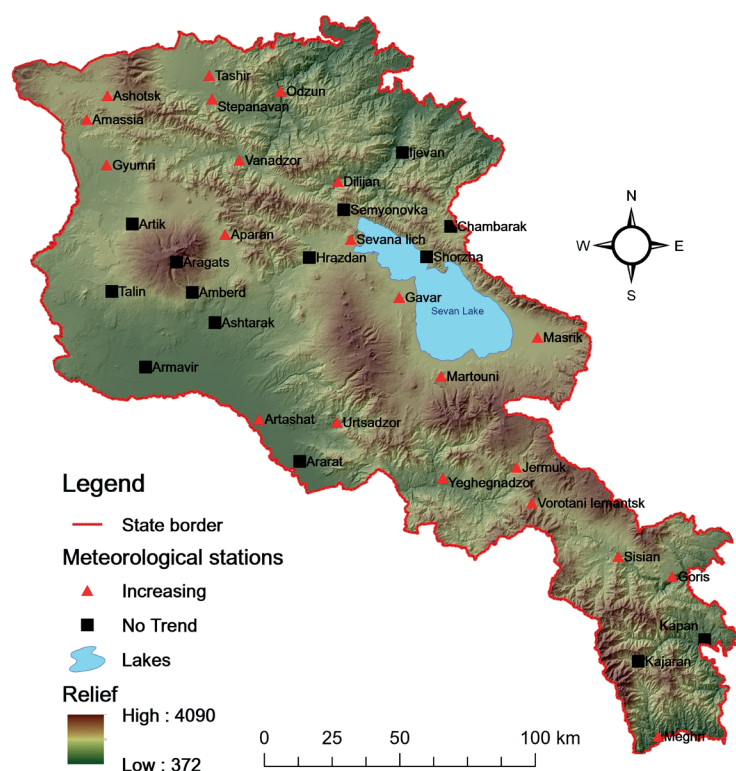 Tashir
Ashotsk
Odzun
Stepanavan
Amassia
Ijevan
Vanadzor
Gyumri
Dilijan
Semyonovka
Artik
Chambarak
N
Aparan
Sevana lich
W
E
Hrazdan
Shorzha
Aragats
S
Talin
Amberd
Gavar
Sevan Lake
Ashtarak
Masrik
Armavir
Martouni
Artashat
Urtsadzor
Ararat
Jermuk
Yeghegnadzor
Vorotani lernantsk
Sisian
Goris
Kapan
Kajaran
Meghri
Legend
State border
Meteorological stations
Increasing
No Trend
Lakes
Relief
High : 4090
Low : 372
0 25 50 100 km